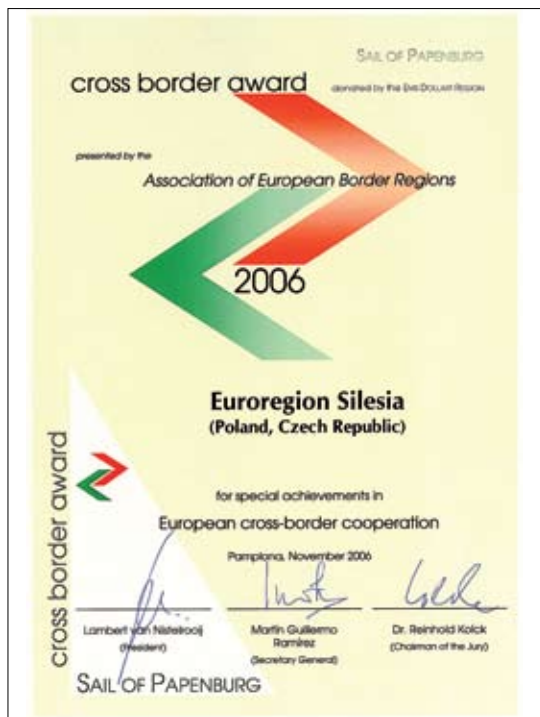 SAIL OF PAPENBURG
cross border award
donated by the EMS DOLLART REGION
presented by the
Association of European Border Regions
2006
Euroregion Silesia
(Poland, Czech Republic)
for special achievements in
European cross-border cooperation
Pamplona, November 2006
Lambert van Nistelrooij
(President)
Martín Guillermo
Ramírez
(Secretary General)
Dr. Reinhold Kolck
(Chairman of the Jury)
cross border award
SAIL OF PAPENBURG